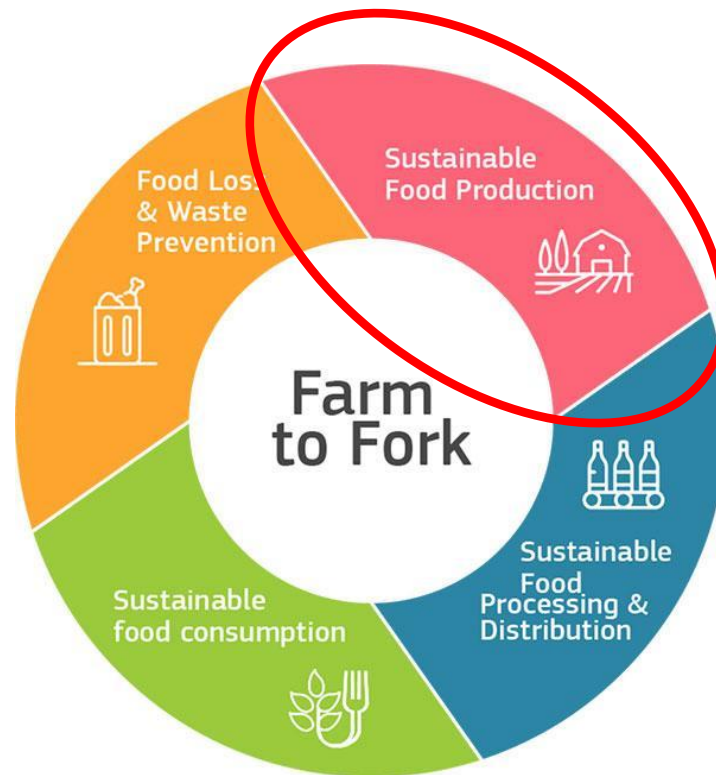 Sustainable
Food Production
Food Loss
& Waste
Prevention
Farm
to Fork
Sustainable
Food
Processing &
Distribution
Sustainable
food consumption